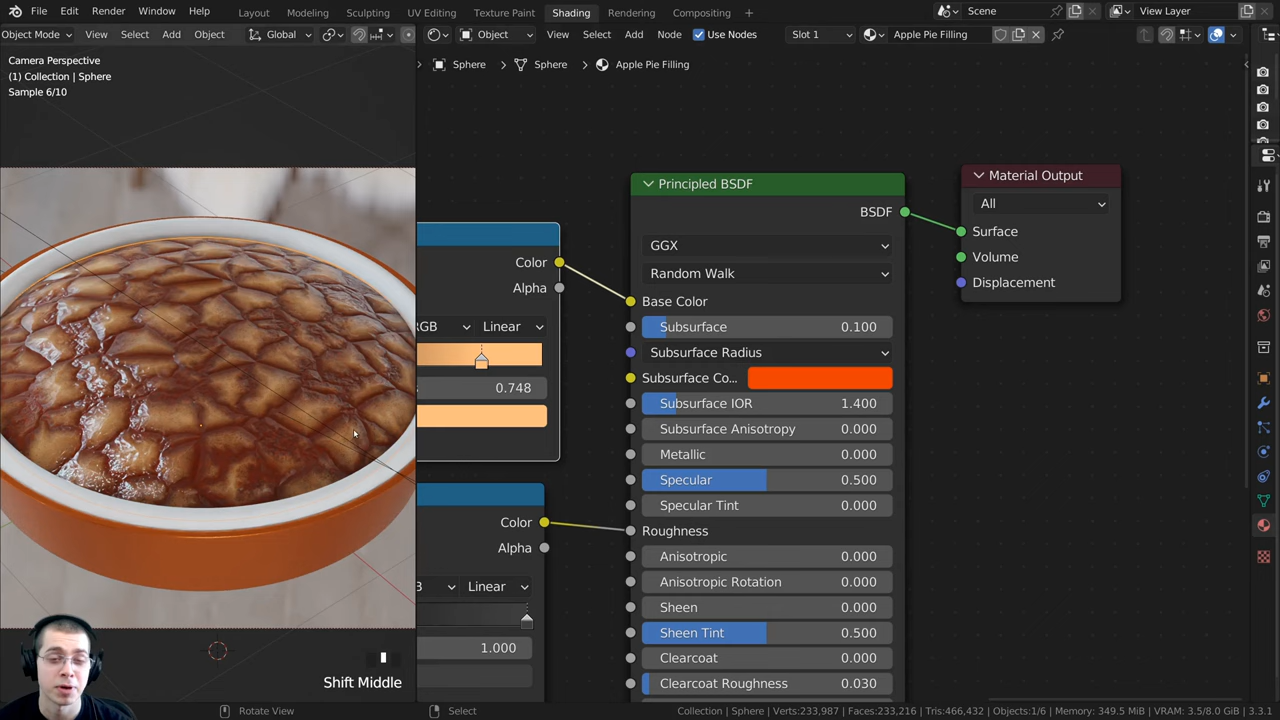 File Edit Render Window Help Layout Modeling Sculpting UV Editing Texture Paint Shading Rendering Compositing Scene View Layer
Object Mode View Select Add Object Global Object View Select Add Node Use Nodes Slot 1 Apple Pie Filling
Camera Perspective
(1) Collection | Sphere
Sample 6/10
Sphere > Sphere > Apple Pie Filling
Color
Alpha
RGB Linear
0.748
Color
Alpha
B Linear
1.000
Principled BSDF
BSDF
GGX
Random Walk
Base Color
Subsurface 0.100
Subsurface Radius
Subsurface Co...
Subsurface IOR 1.400
Subsurface Anisotropy 0.000
Metallic 0.000
Specular 0.500
Specular Tint 0.000
Roughness
Anisotropic 0.000
Anisotropic Rotation 0.000
Sheen 0.000
Sheen Tint 0.500
Clearcoat 0.000
Clearcoat Roughness 0.030
Material Output
All
Surface
Volume
Displacement
Shift Middle
Rotate View Select Collection | Sphere | Verts:233,987 | Faces:233,216 | Tris:466,432 | Objects:1/6 | Memory: 349.5 MiB | VRAM: 3.5/8.0 GiB | 3.3.1